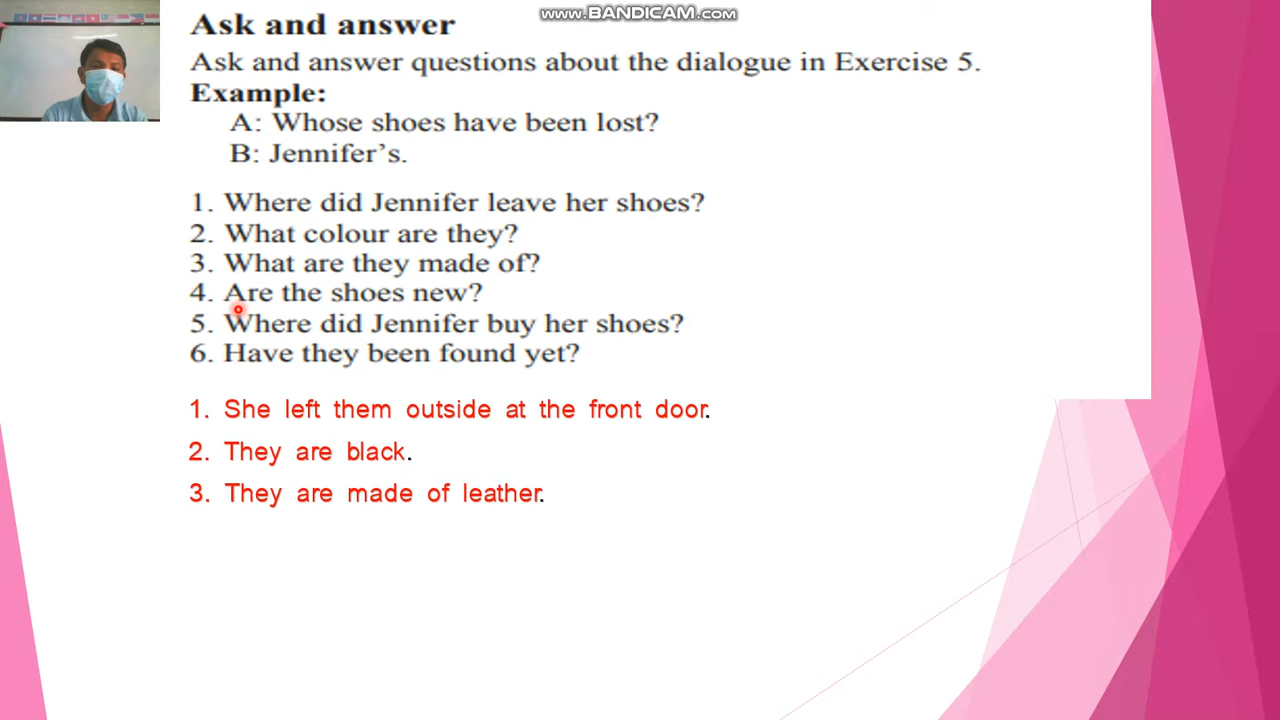 www.BANDICAM.com
Ask and answer
Ask and answer questions about the dialogue in Exercise 5.
Example:
A: Whose shoes have been lost?
B: Jennifer's.
1. Where did Jennifer leave her shoes?
2. What colour are they?
3. What are they made of?
4. Are the shoes new?
5. Where did Jennifer buy her shoes?
6. Have they been found yet?
1. She left them outside at the front door.
2. They are black.
3. They are made of leather.